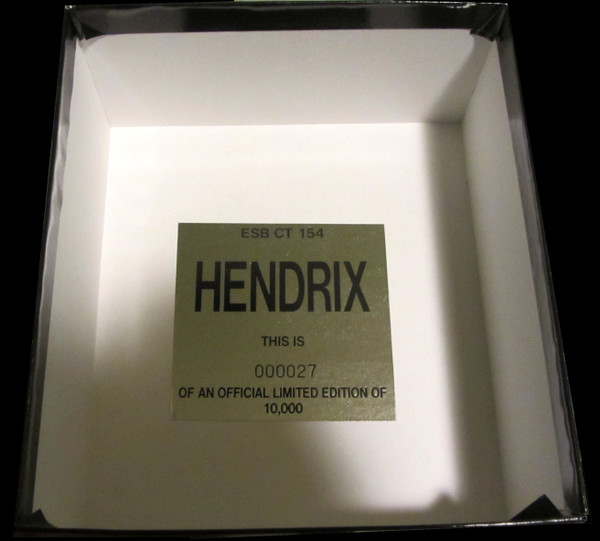 ESB CT 154
HENDRIX
THIS IS
000027
OF AN OFFICIAL LIMITED EDITION OF
10,000